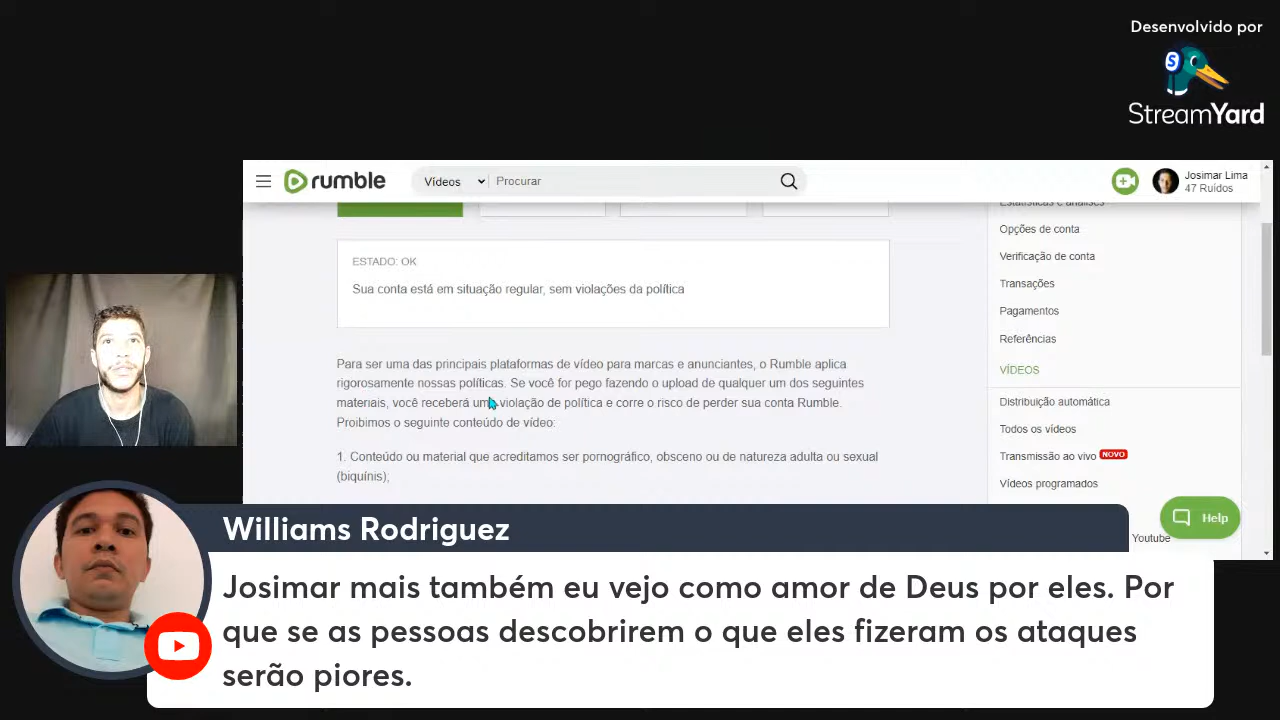 Desenvolvido por
StreamYard
rumble
Vídeos
Procurar
Josimar Lima
47 Ruídos
Estatísticas e análises
Opções de conta
Verificação de conta
Transações
Pagamentos
Referências
VÍDEOS
Distribuição automática
Todos os vídeos
Transmissão ao vivo NOVO
Vídeos programados
Youtube
Help
ESTADO: OK
Sua conta está em situação regular, sem violações da política
Para ser uma das principais plataformas de vídeo para marcas e anunciantes, o Rumble aplica
rigorosamente nossas políticas. Se você for pego fazendo o upload de qualquer um dos seguintes
materiais, você receberá uma violação de política e corre o risco de perder sua conta Rumble.
Proibimos o seguinte conteúdo de vídeo:
1. Conteúdo ou material que acreditamos ser pornográfico, obsceno ou de natureza adulta ou sexual
(biquínis);
Williams Rodriguez
Josimar mais também eu vejo como amor de Deus por eles. Por
que se as pessoas descobrirem o que eles fizeram os ataques
serão piores.